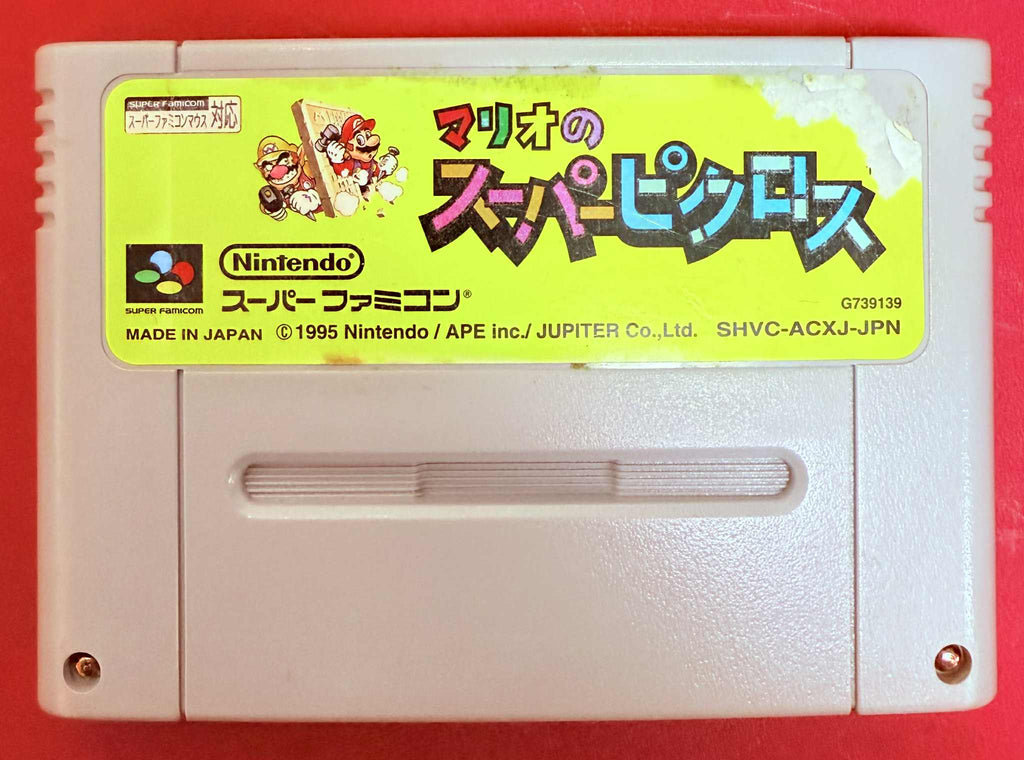 SUPER FAMICOM
スーパーファミコンマウス 対応
マリオの
スーパーピクロス
Nintendo®
スーパーファミコン®
SUPER FAMICOM
G739139
MADE IN JAPAN ©1995 Nintendo / APE inc./ JUPITER Co.,Ltd. SHVC-ACXJ-JPN